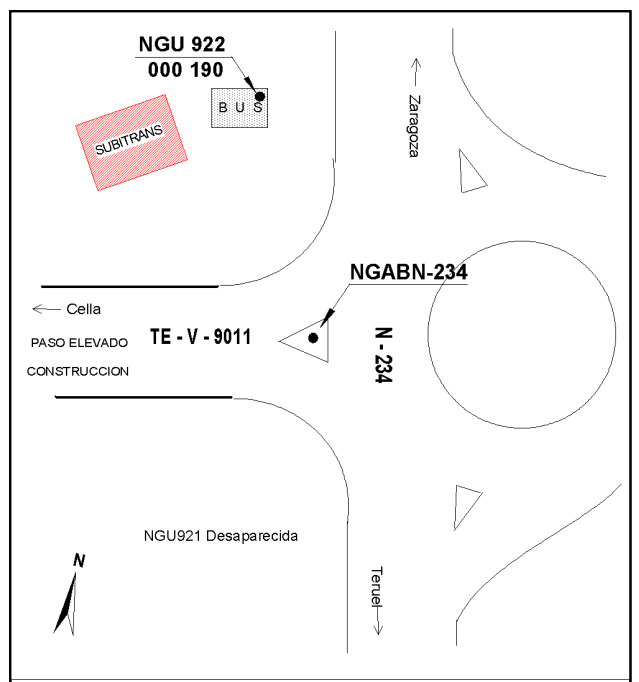 NGU 922
000 190
B U S
SUBITRANS
Zaragoza
NGABN-234
Cella
TE - V - 9011
N - 234
PASO ELEVADO
CONSTRUCCION
NGU921 Desaparecida
N
Teruel